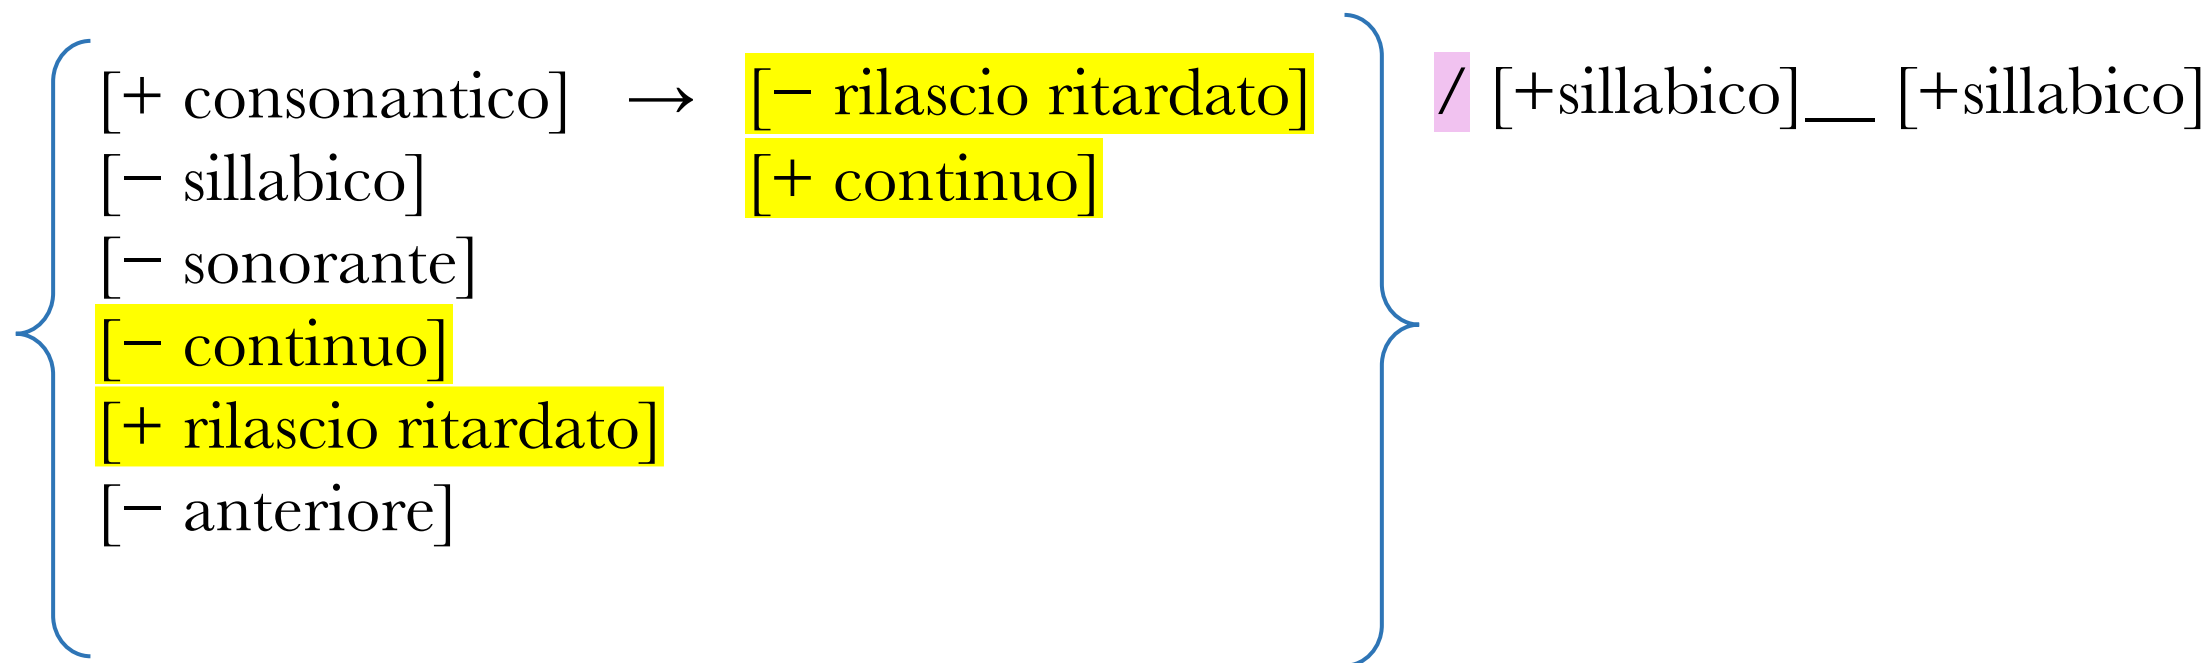 [+ consonantico] → [− rilascio ritardato] / [+sillabico]__ [+sillabico]
[− sillabico] [+ continuo]
[− sonorante]
[− continuo]
[+ rilascio ritardato]
[− anteriore]